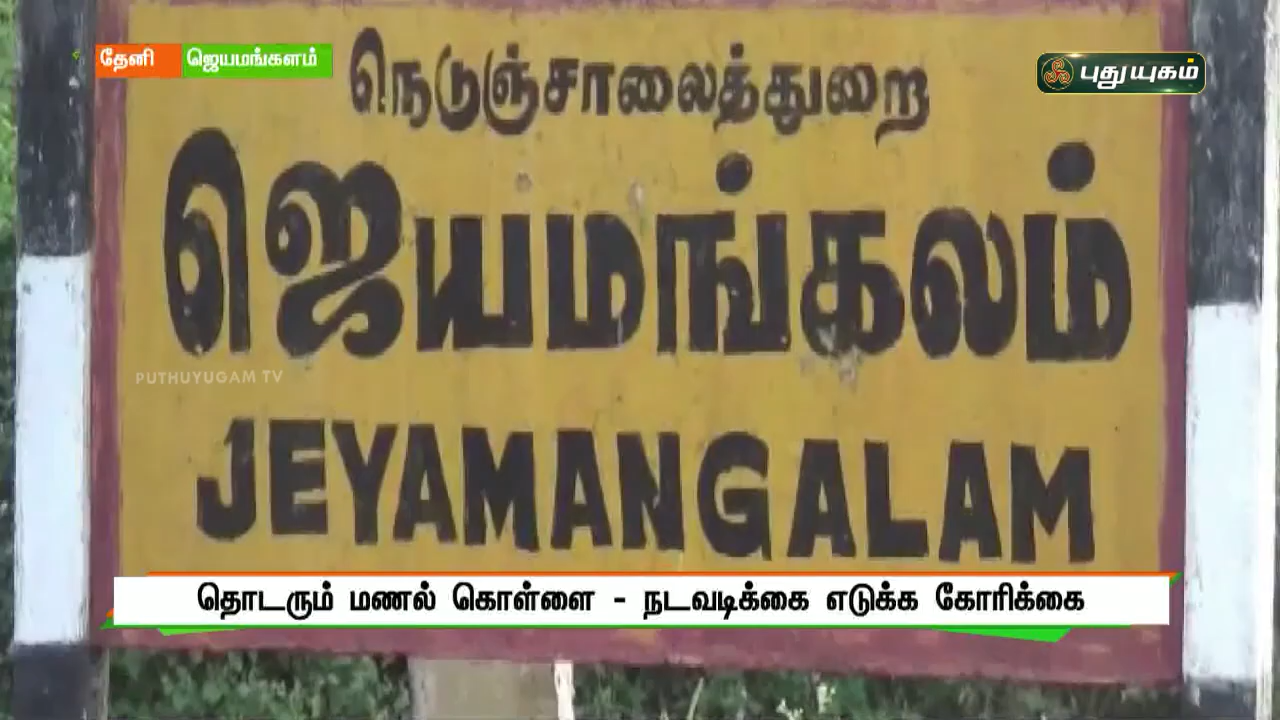 தேனி ஜெயமங்களம்
புதுயுகம்
நெடுஞ்சாலைத்துறை
ஜெயமங்கலம்
PUTHUYUGAM TV
JEYAMANGALAM
தொடரும் மணல் கொள்ளை - நடவடிக்கை எடுக்க கோரிக்கை